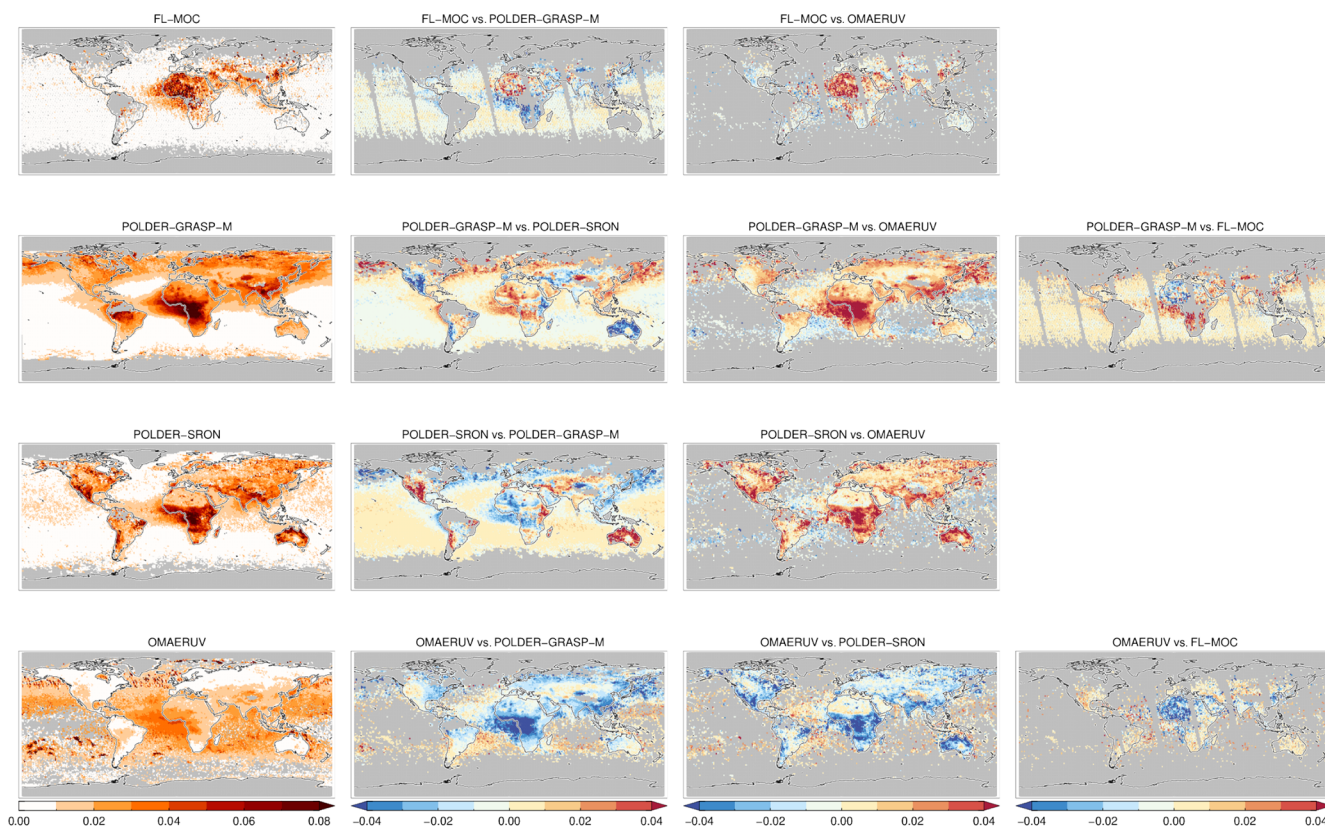 FL−MOC
FL−MOC vs. POLDER−GRASP−M
FL−MOC vs. OMAERUV
POLDER−GRASP−M
POLDER−GRASP−M vs. POLDER−SRON
POLDER−GRASP−M vs. OMAERUV
POLDER−GRASP−M vs. FL−MOC
POLDER−SRON
POLDER−SRON vs. POLDER−GRASP−M
POLDER−SRON vs. OMAERUV
OMAERUV
OMAERUV vs. POLDER−GRASP−M
OMAERUV vs. POLDER−SRON
OMAERUV vs. FL−MOC
0.00 0.02 0.04 0.06 0.08
−0.04 −0.02 0.00 0.02 0.04
−0.04 −0.02 0.00 0.02 0.04
−0.04 −0.02 0.00 0.02 0.04